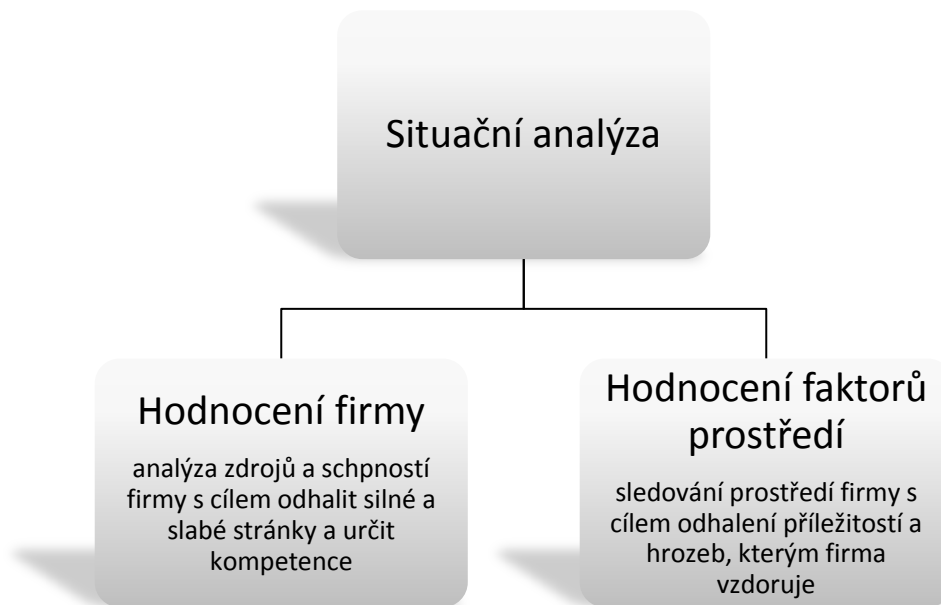 Situační analýza
Hodnocení firmy
analýza zdrojů a schpností
firmy s cílem odhalit silné a
slabé stránky a určit
kompetence
Hodnocení faktorů
prostředí
sledování prostředí firmy s
cílem odhalení příležitostí a
hrozeb, kterým firma
vzdoruje